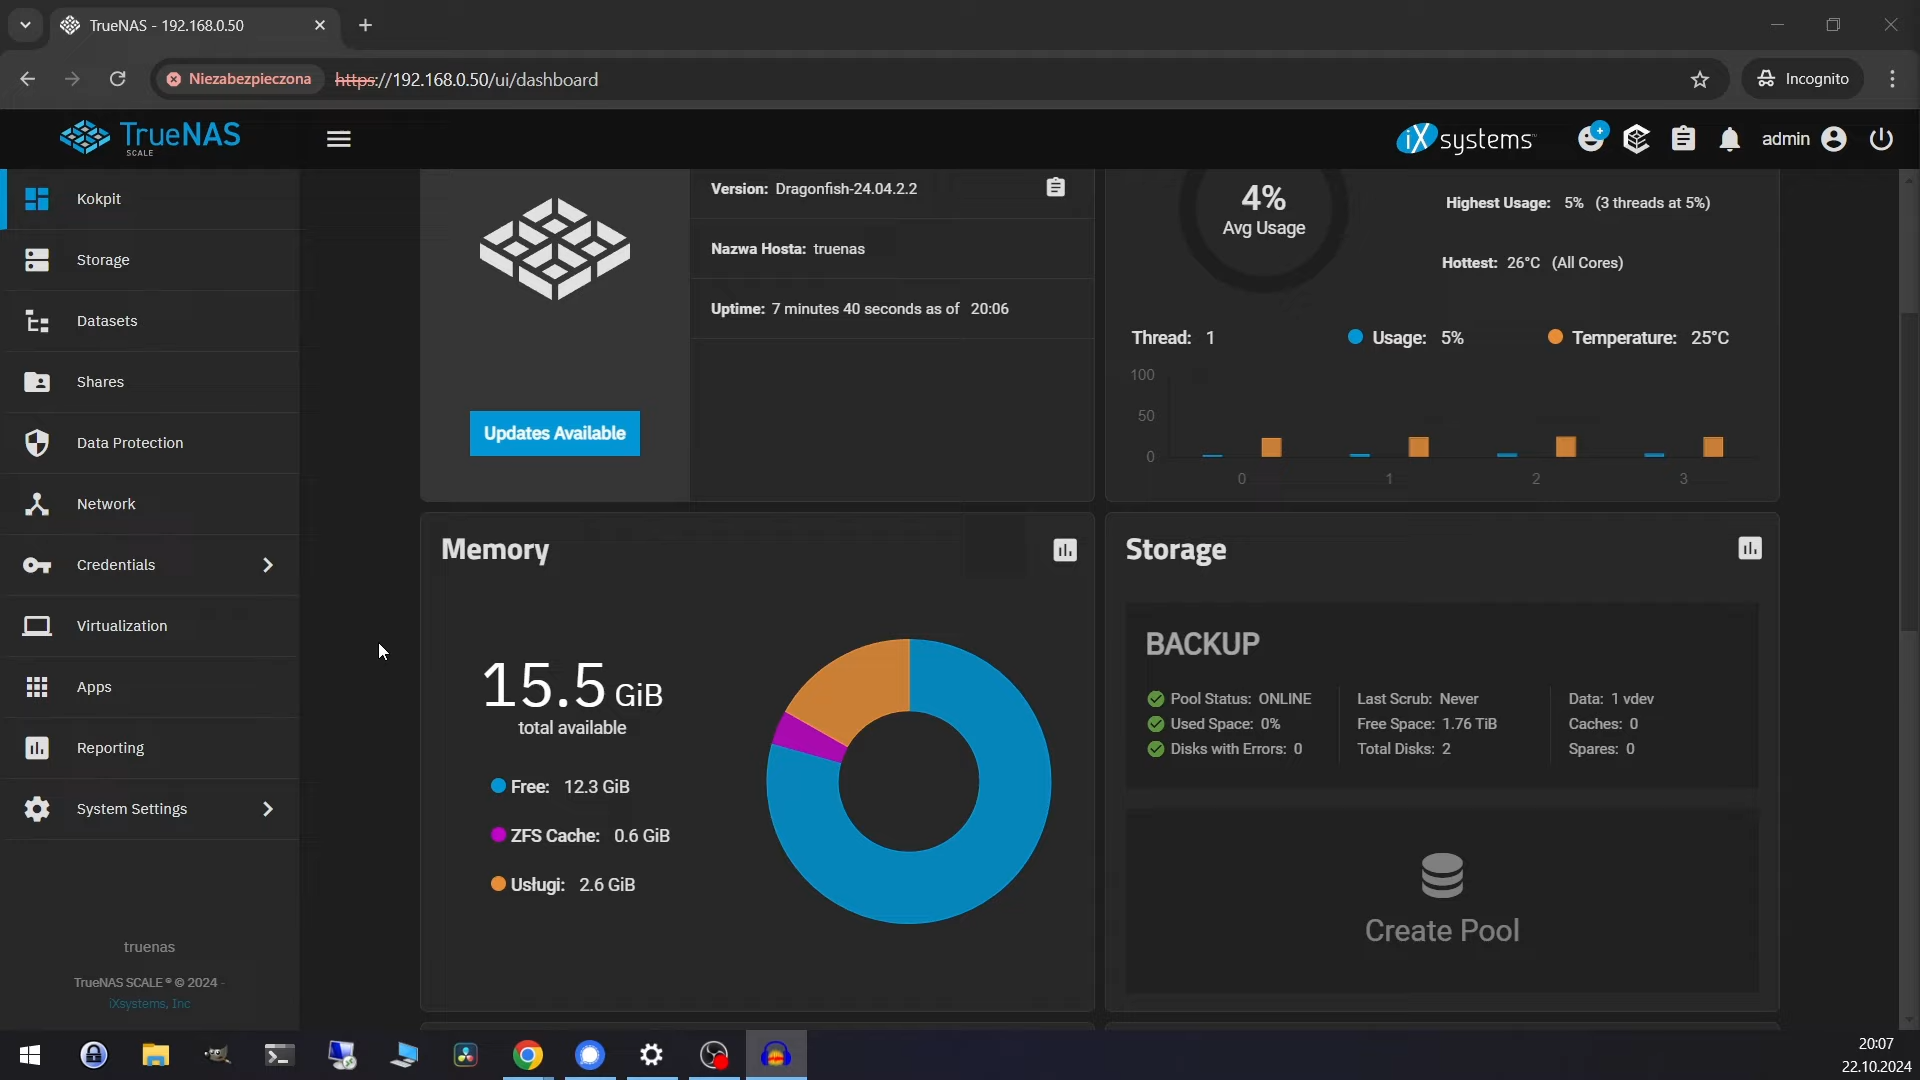 TrueNAS - 192.168.0.50
Niezabezpieczona
https://192.168.0.50/ui/dashboard
Incognito
TrueNAS
SCALE
iXsystems
admin
Kokpit
Storage
Datasets
Shares
Data Protection
Network
Credentials
Virtualization
Apps
Reporting
System Settings
truenas
TrueNAS SCALE ® © 2024 -
iXsystems, Inc
Version: Dragonfish-24.04.2.2
Nazwa Hosta: truenas
Uptime: 7 minutes 40 seconds as of 20:06
Updates Available
4%
Avg Usage
Highest Usage: 5% (3 threads at 5%)
Hottest: 26°C (All Cores)
Thread: 1
Usage: 5%
Temperature: 25°C
100
50
0
0 1 2 3
Memory
15.5 GiB
total available
Free: 12.3 GiB
ZFS Cache: 0.6 GiB
Usługi: 2.6 GiB
Storage
BACKUP
Pool Status: ONLINE
Used Space: 0%
Disks with Errors: 0
Last Scrub: Never
Free Space: 1.76 TiB
Total Disks: 2
Data: 1 vdev
Caches: 0
Spares: 0
Create Pool
20:07
22.10.2024